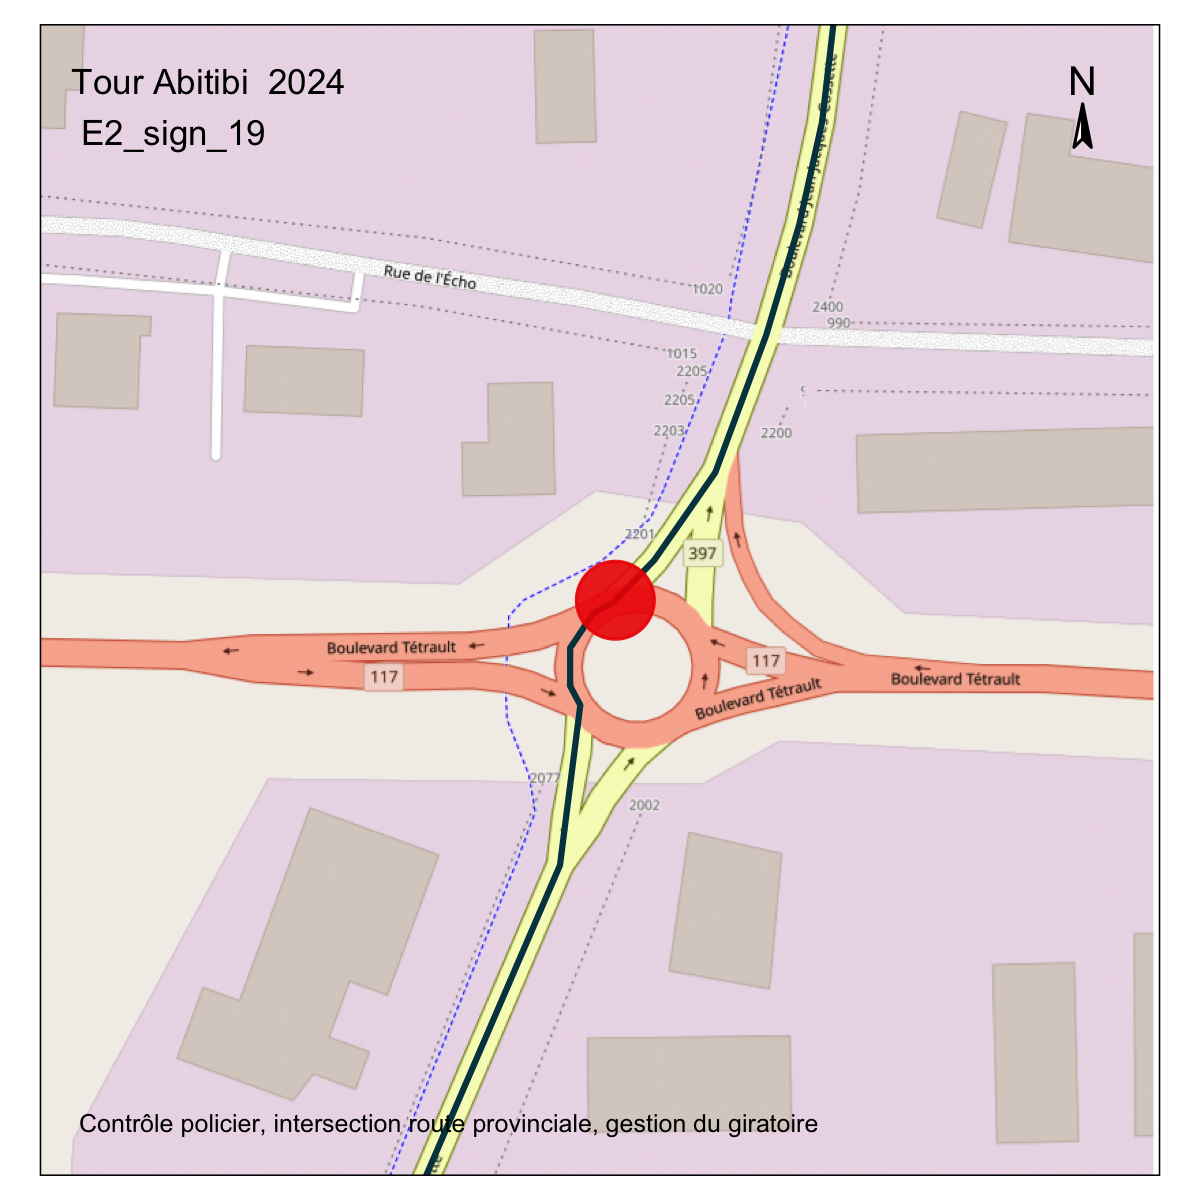 Tour Abitibi 2024
E2_sign_19
N
Boulevard Jean-Jacques-Cossette
Rue de l'Écho
1020
2400
990
1015
2205
2205
2203
2200
2201
397
Boulevard Tétrault
117
117
Boulevard Tétrault
Boulevard Tétrault
2077
2002
Contrôle policier, intersection route provinciale, gestion du giratoire